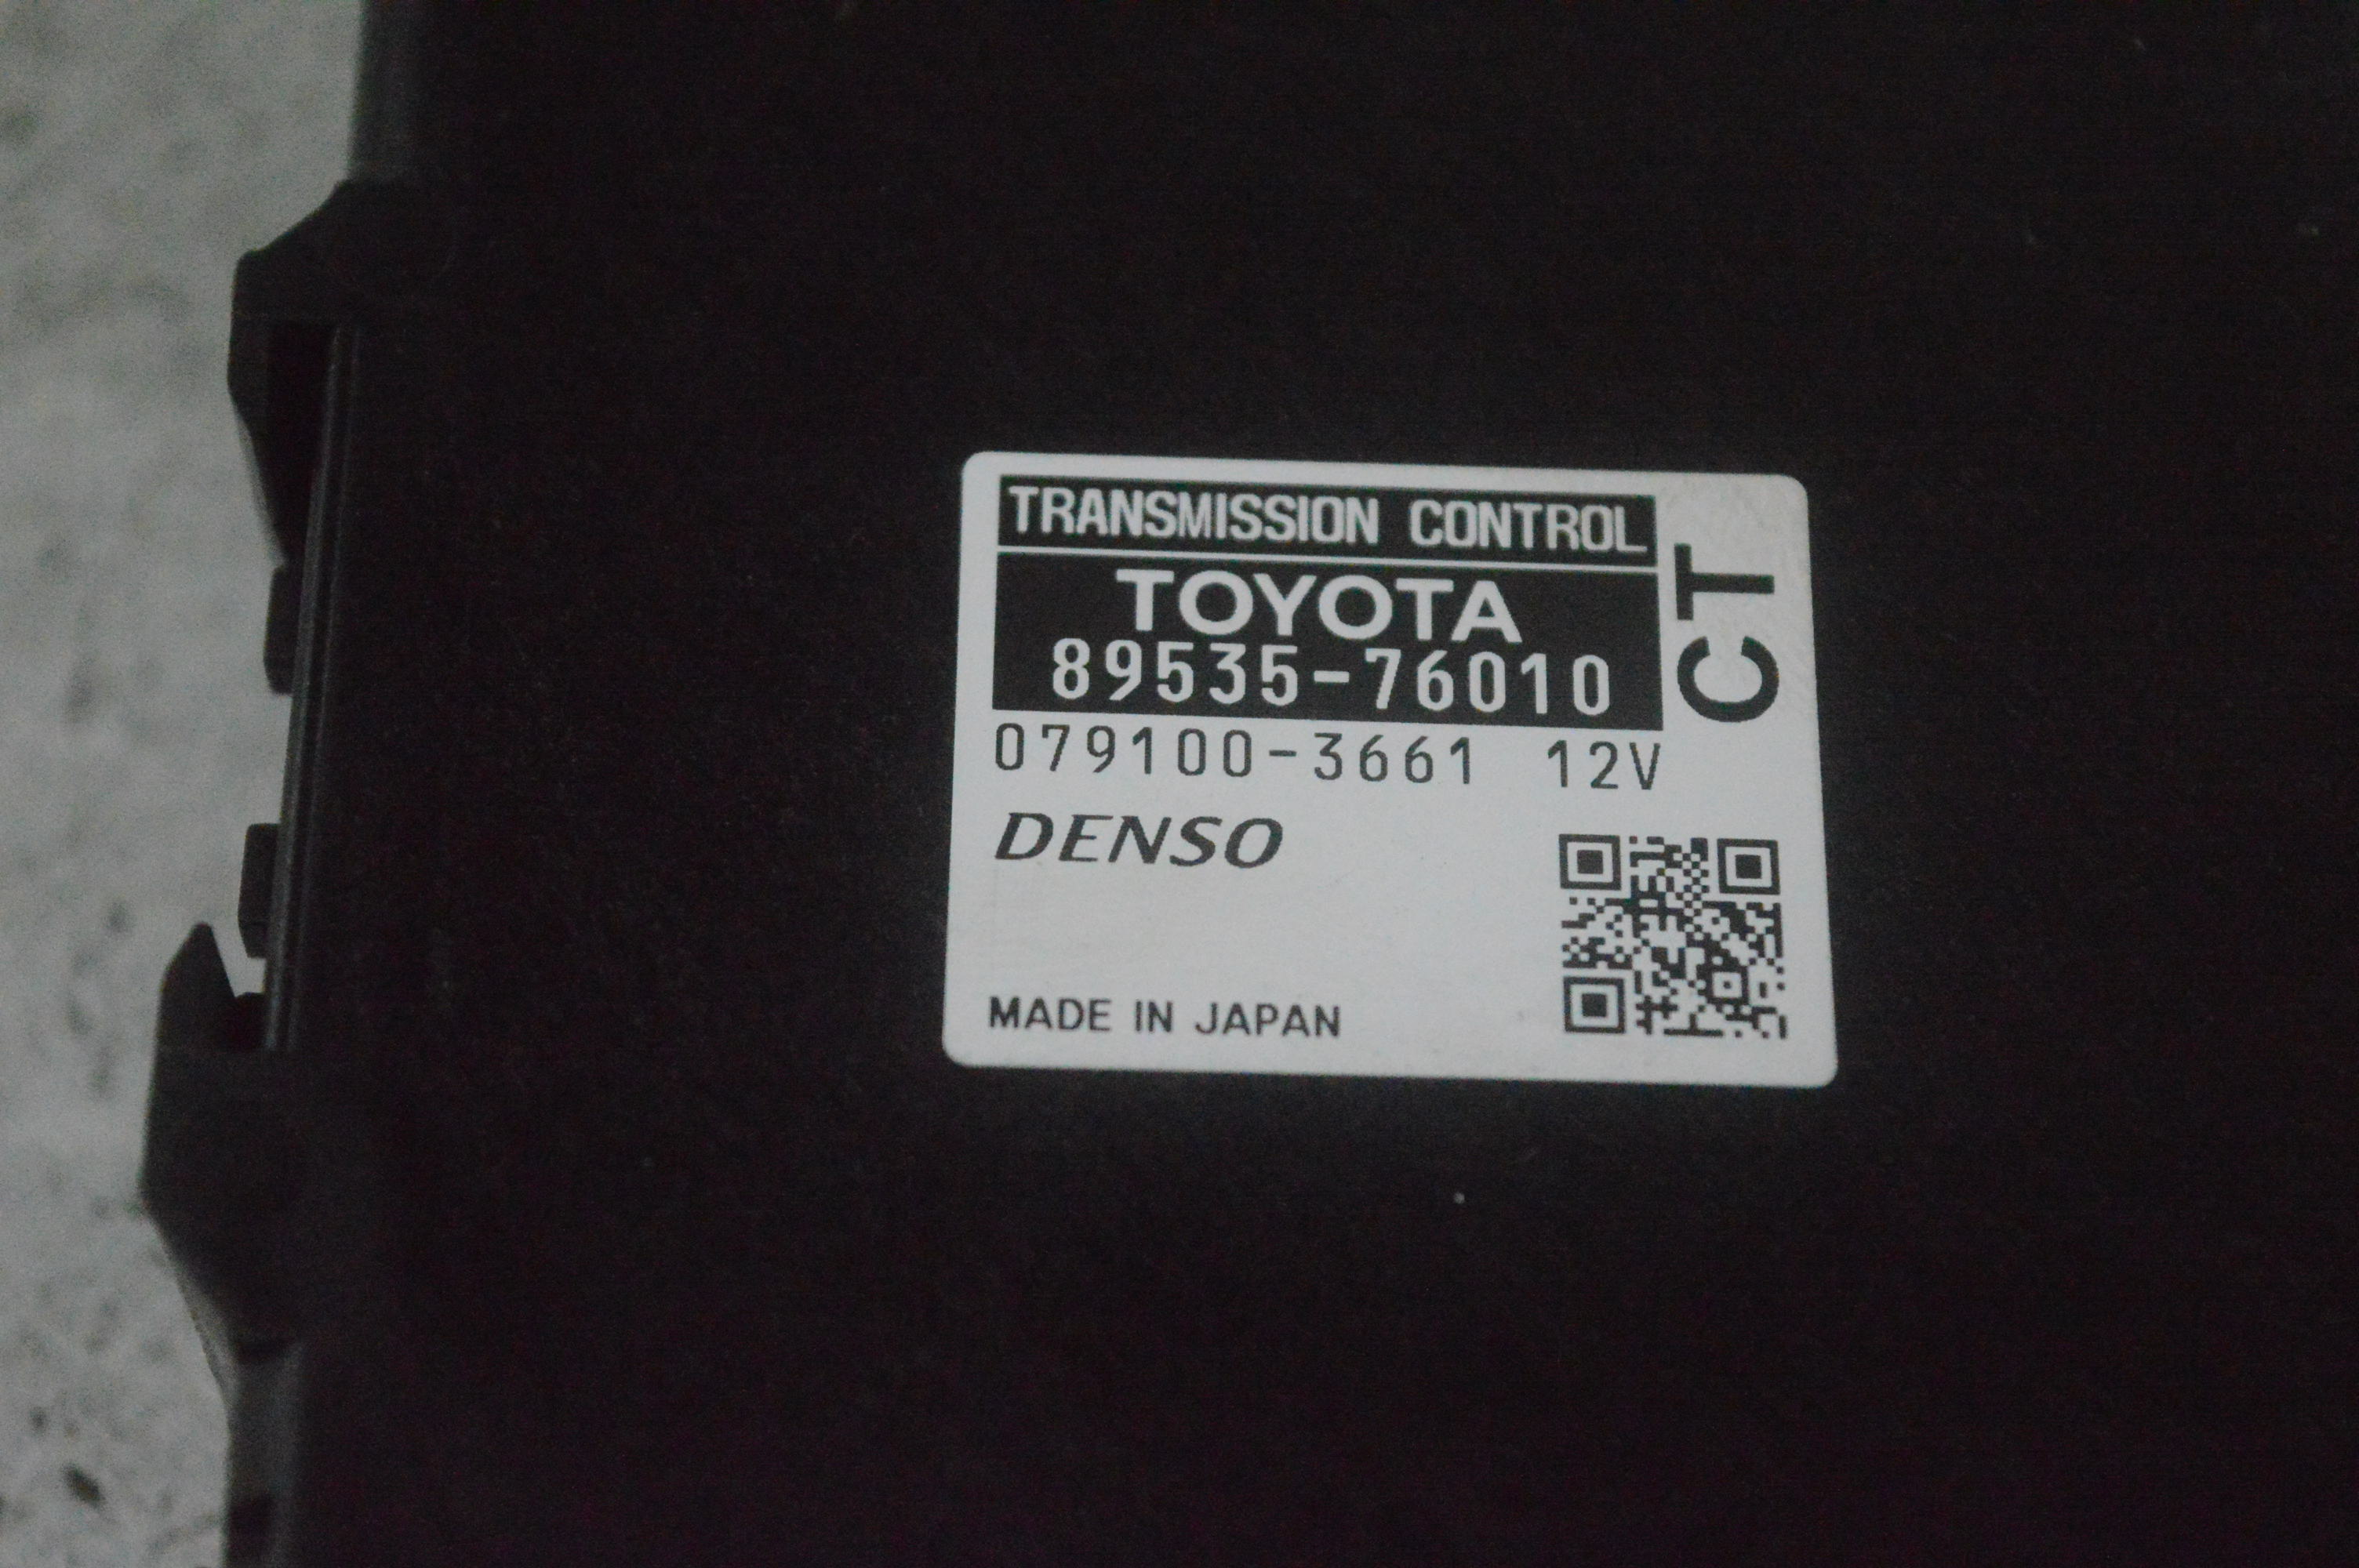 TRANSMISSION CONTROL
TOYOTA
89535-76010
CT
079100-3661 12V
DENSO
MADE IN JAPAN